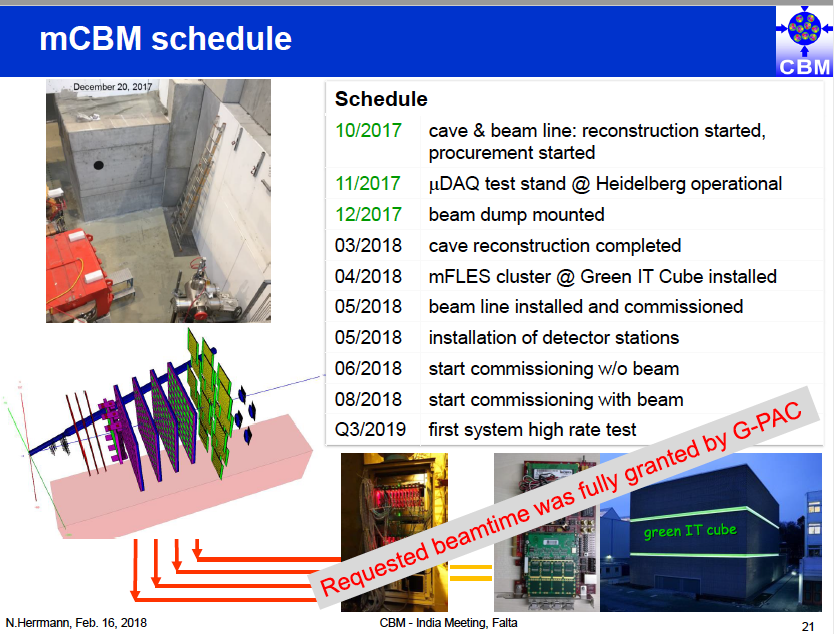 mCBM schedule
CBM
December 20, 2017
Schedule
10/2017 cave & beam line: reconstruction started,
procurement started
11/2017 μDAQ test stand @ Heidelberg operational
12/2017 beam dump mounted
03/2018 cave reconstruction completed
04/2018 mFLES cluster @ Green IT Cube installed
05/2018 beam line installed and commissioned
05/2018 installation of detector stations
06/2018 start commissioning w/o beam
08/2018 start commissioning with beam
Q3/2019 first system high rate test
Requested beamtime was fully granted by G-PAC
green IT cube
N.Herrmann, Feb. 16, 2018
CBM - India Meeting, Falta
21